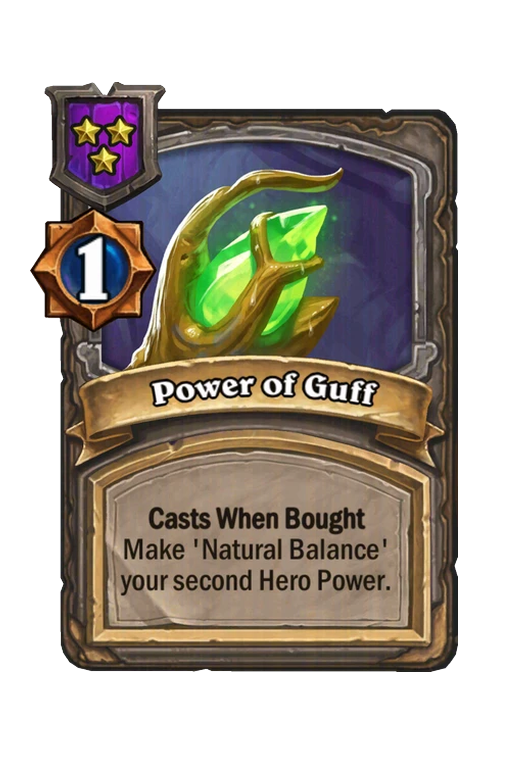 1
Power of Guff
Casts When Bought
Make 'Natural Balance'
your second Hero Power.